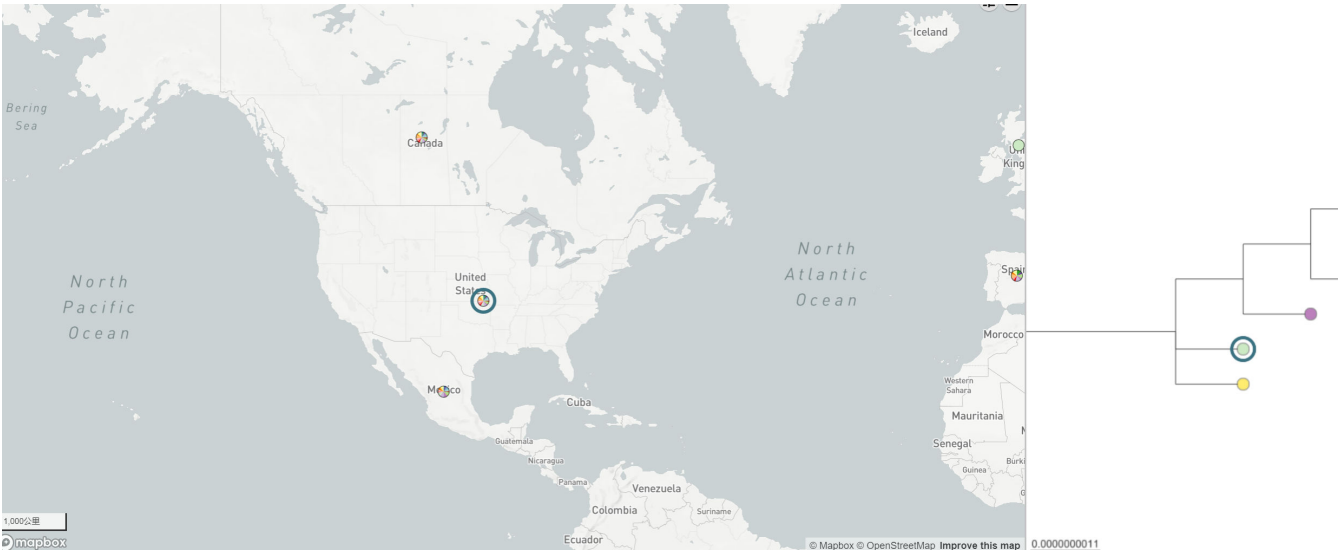 Iceland
Bering
Sea
Canada
King
North
Atlantic
Ocean
United
States
North
Pacific
Ocean
Spain
Morocco
Mexico
Western
Sahara
Cuba
Mauritania
Guatemala
Senegal
Nicaragua
Guinea
Burki
Panama
Venezuela
Colombia
Suriname
1,000公里
Ecuador
mapbox
© Mapbox © OpenStreetMap Improve this map
0.0000000011